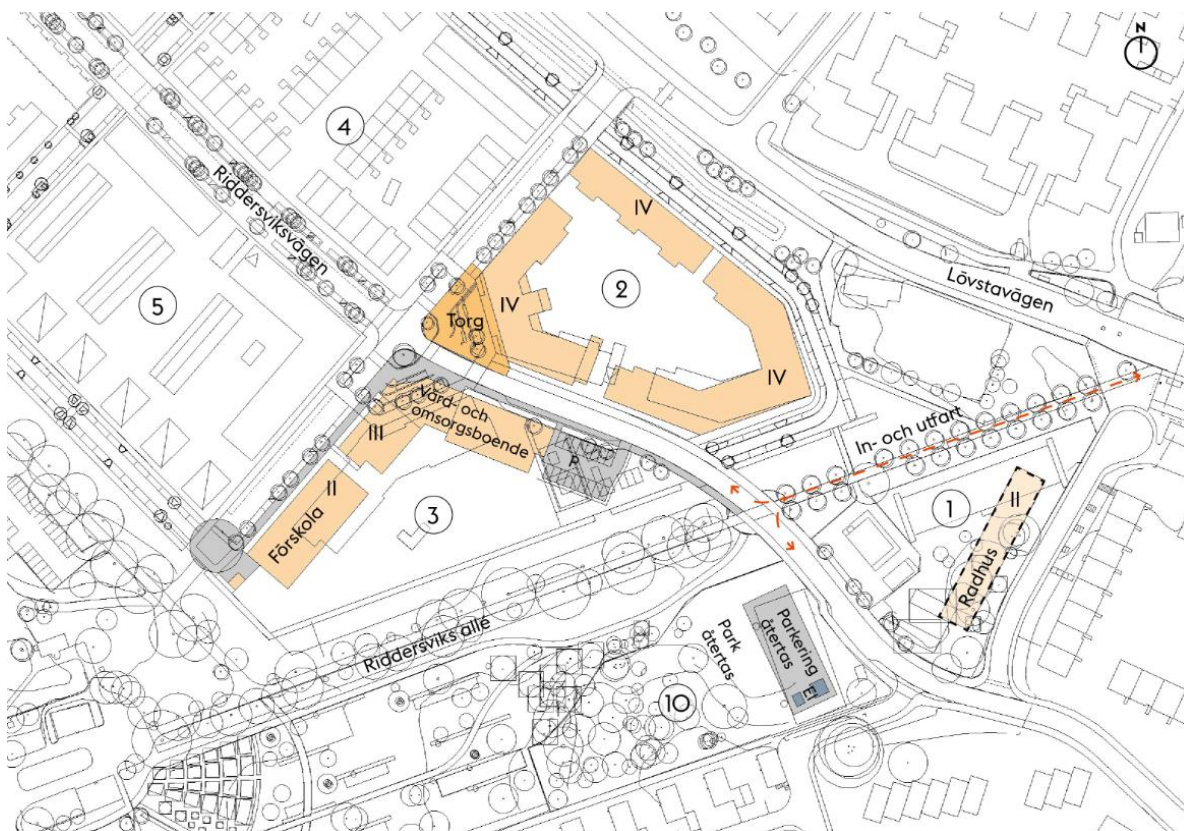 N
4
Riddersviksvägen
5
IV
2
IV
Torg
IV
Lövstavägen
Vård- och
omsorgsboende
III
II
Förskola
3
P
In- och utfart
1
II
Radhus
Riddersviks allé
Park
återtas
Parkering
återtas
10